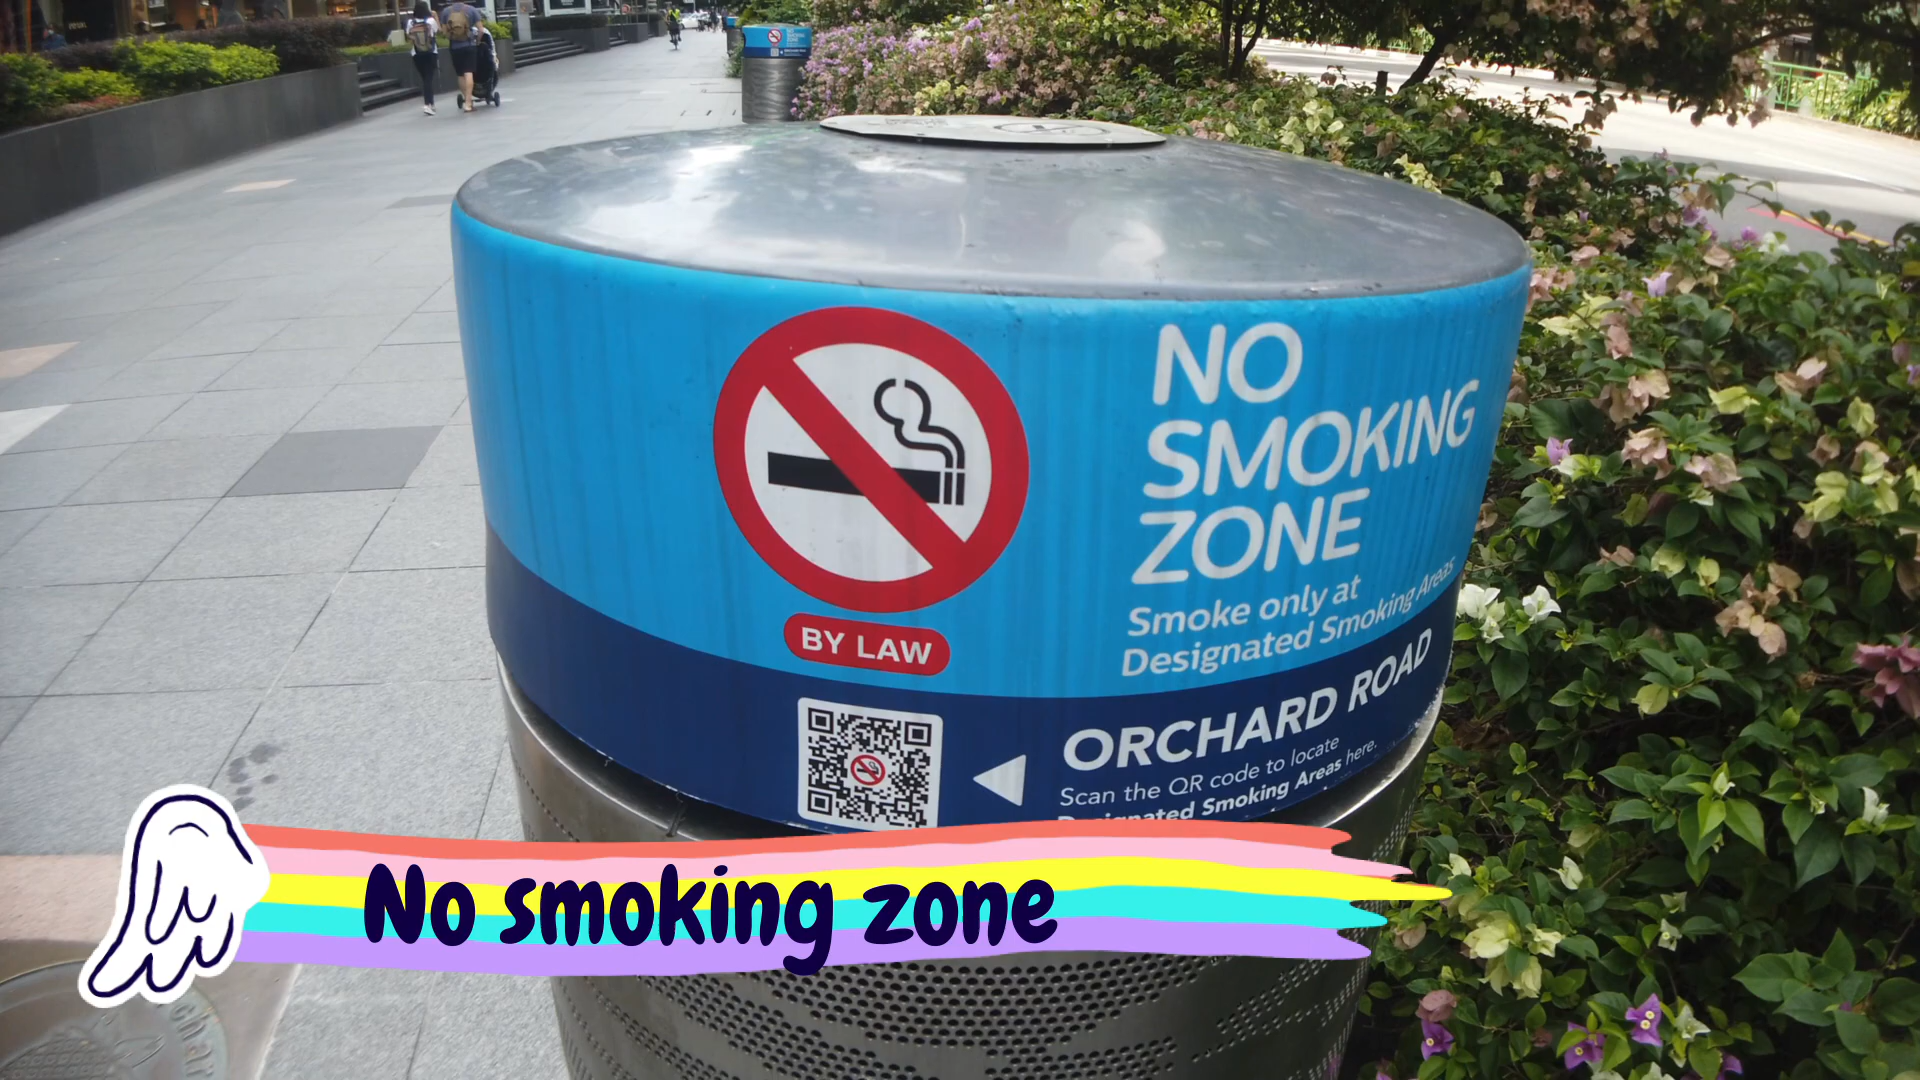 NO
SMOKING
ZONE
Smoke only at
Designated Smoking Areas
BY LAW
ORCHARD ROAD
Scan the QR code to locate
Designated Smoking Areas here.
No smoking zone